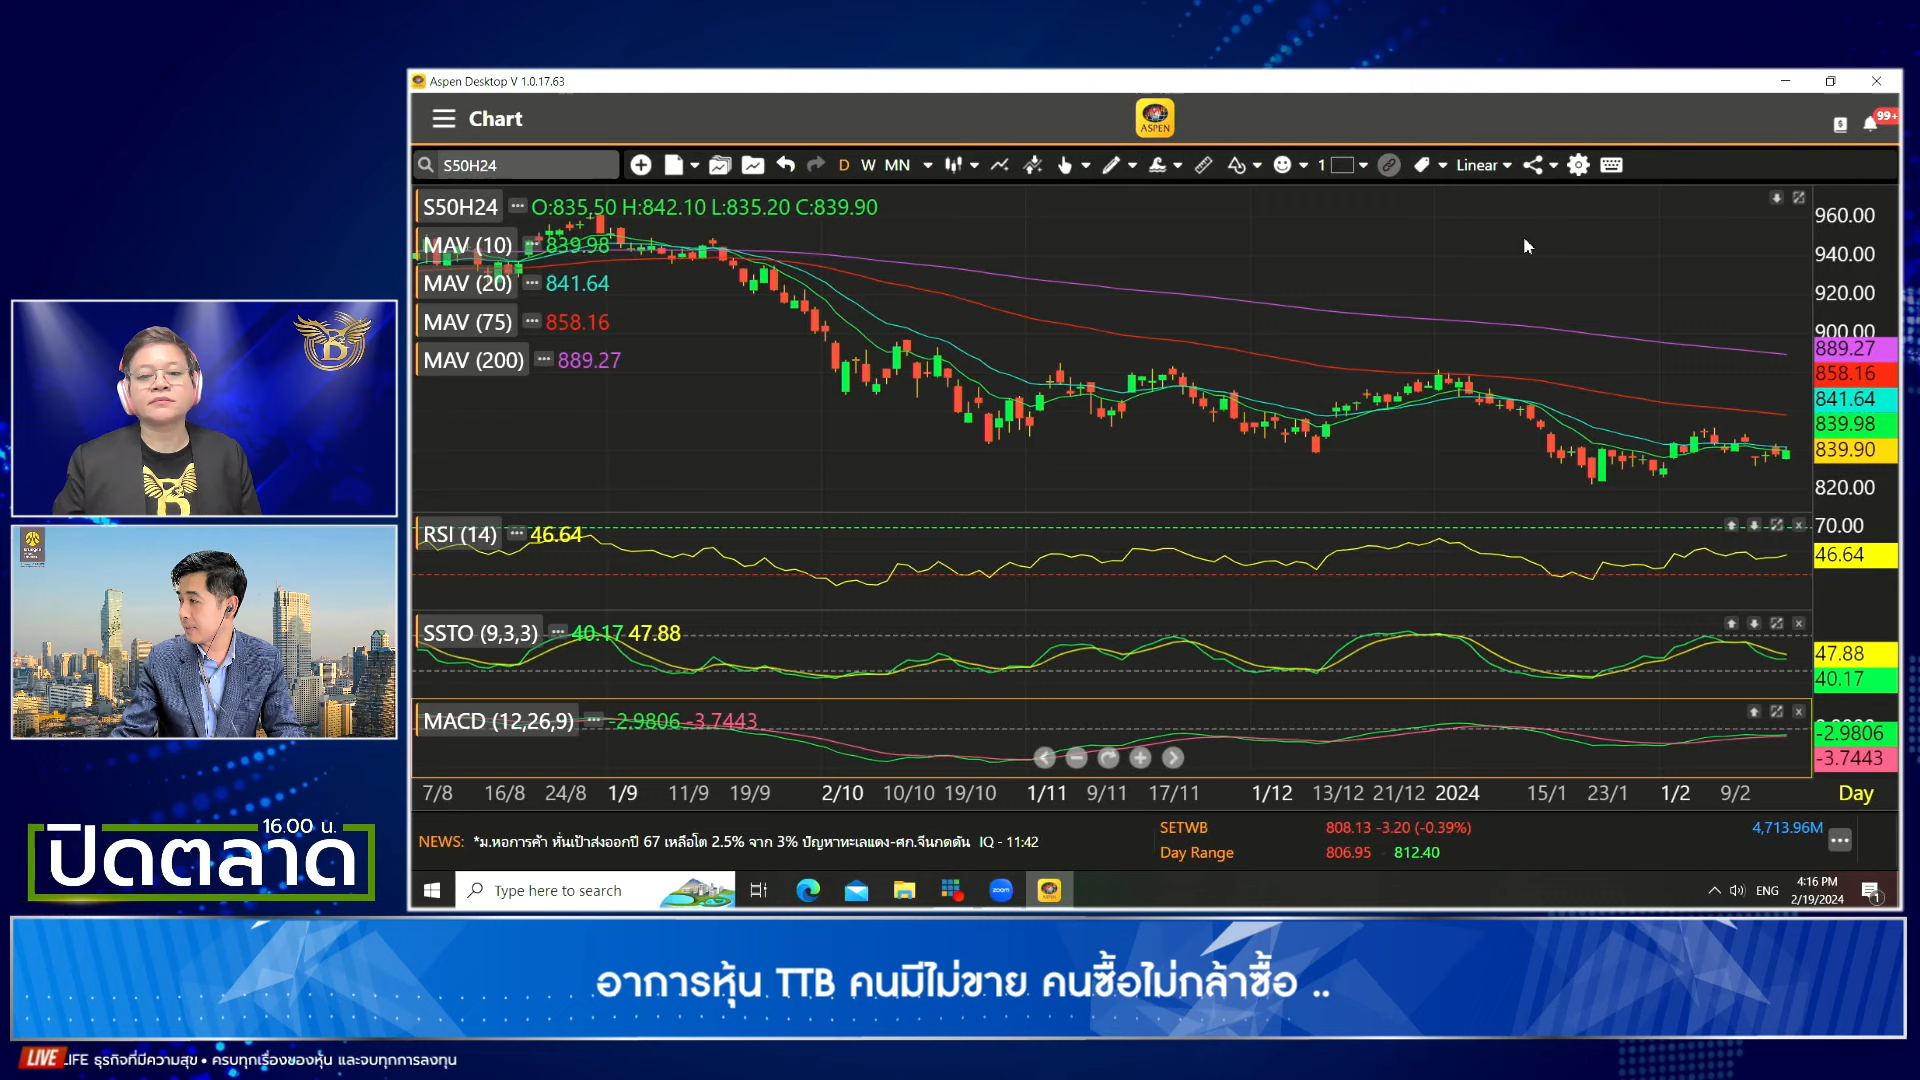 Aspen Desktop V 1.0.17.63
Chart
ASPEN
99+
S50H24
D W MN
1
Linear
S50H24 O:835.50 H:842.10 L:835.20 C:839.90
MAV (10) 839.98
MAV (20) 841.64
MAV (75) 858.16
MAV (200) 889.27
960.00
940.00
920.00
900.00
889.27
858.16
841.64
839.98
839.90
820.00
RSI (14) 46.64
70.00
46.64
SSTO (9,3,3) 40.17 47.88
47.88
40.17
MACD (12,26,9) -2.9806 -3.7443
-2.9806
-3.7443
7/8 16/8 24/8 1/9 11/9 19/9 2/10 10/10 19/10 1/11 9/11 17/11 1/12 13/12 21/12 2024 15/1 23/1 1/2 9/2 Day
NEWS: *ม.หอการค้า หั่นเป้าส่งออกปี 67 เหลือโต 2.5% จาก 3% ปัญหาทะเลแดง-ศก.จีนกดดัน IQ - 11:42
SETWB 808.13 -3.20 (-0.39%) 4,713.96M
Day Range 806.95 - 812.40
Type here to search
zoom
ENG
4:16 PM
2/19/2024
1
16.00 น.
ปิดตลาด
อาการหุ้น TTB คนมีไม่ขาย คนซื้อไม่กล้าซื้อ ..
LIVE LIFE ธุรกิจที่มีความสุข • ครบทุกเรื่องของหุ้น และจบทุกการลงทุน